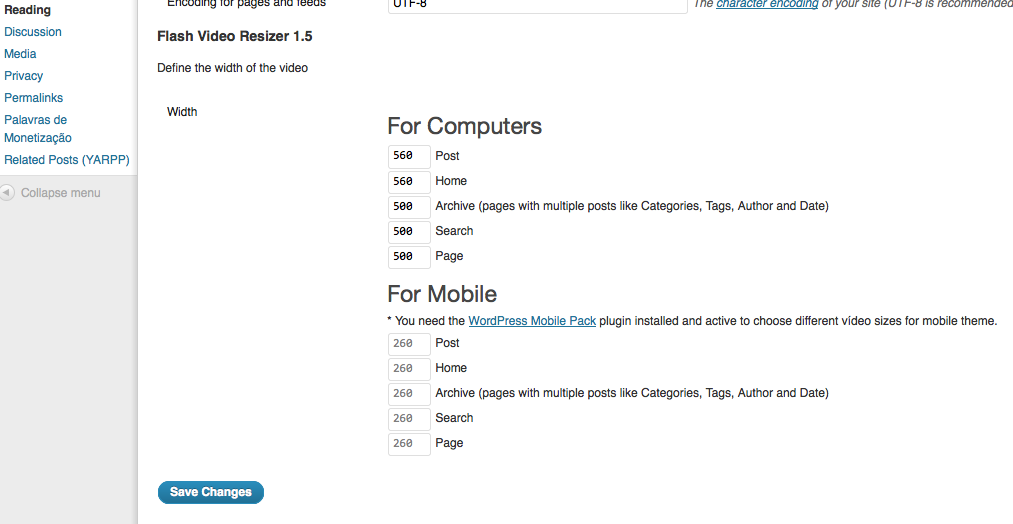 Reading
Discussion
Media
Privacy
Permalinks
Palavras de
Monetização
Related Posts (YARPP)
Collapse menu
Encoding for pages and feeds
UTF-8
The character encoding of your site (UTF-8 is recommended
Flash Video Resizer 1.5
Define the width of the video
Width
For Computers
560 Post
560 Home
500 Archive (pages with multiple posts like Categories, Tags, Author and Date)
500 Search
500 Page
For Mobile
* You need the WordPress Mobile Pack plugin installed and active to choose different vídeo sizes for mobile theme.
260 Post
260 Home
260 Archive (pages with multiple posts like Categories, Tags, Author and Date)
260 Search
260 Page
Save Changes